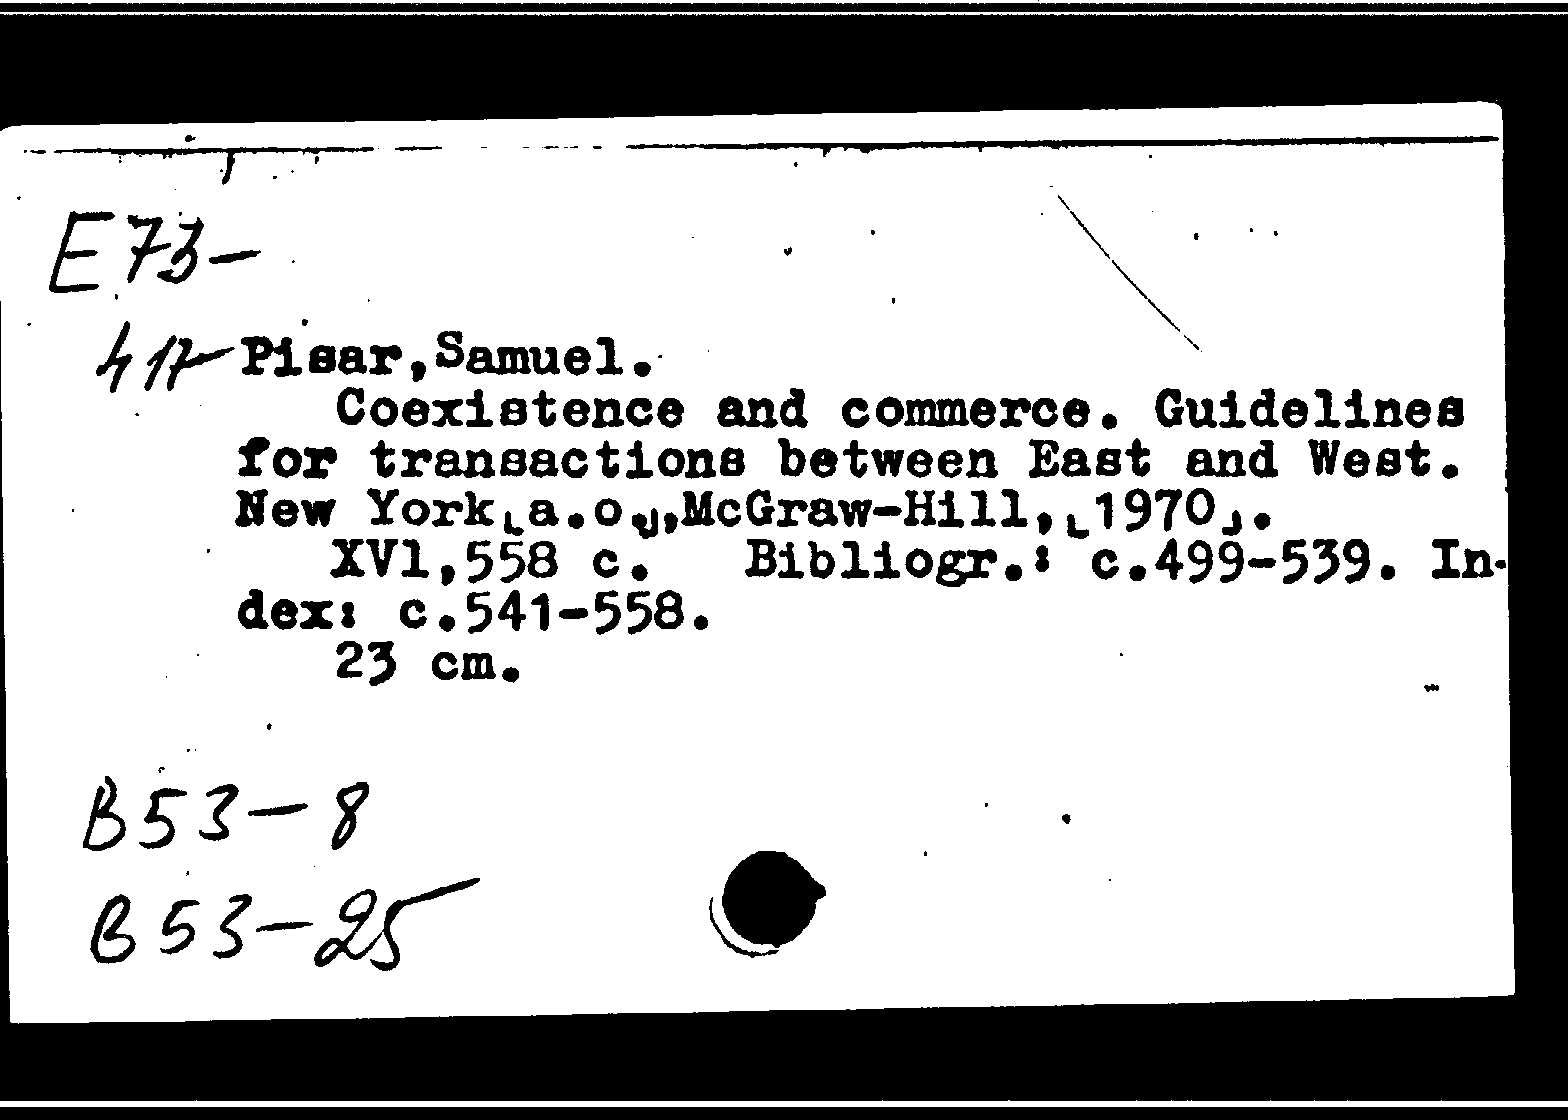 E73-
417 Pisar,Samuel.
Coexistence and commerce. Guidelines
for transactions between East and West.
New York[a.o.],McGraw-Hill,[1970].
XVl,558 c. Bibliogr.: c.499-539. In-
dex: c.541-558.
23 cm.
B53-8
B53-25